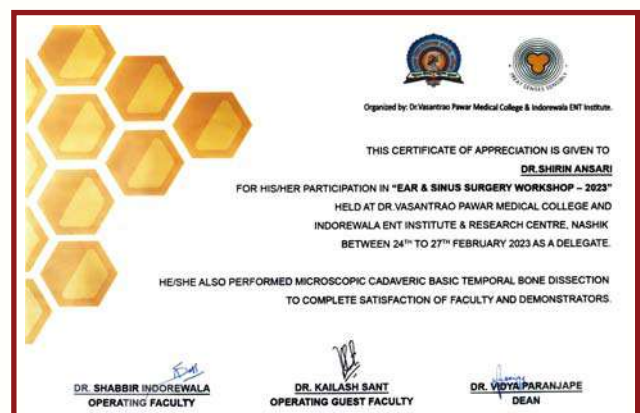 TREAT SENSES SENSIBLY
Organized by: Dr.Vasantrao Pawar Medical College & Indorewala ENT Institute.
THIS CERTIFICATE OF APPRECIATION IS GIVEN TO
DR.SHIRIN ANSARI
FOR HIS/HER PARTICIPATION IN "EAR & SINUS SURGERY WORKSHOP – 2023"
HELD AT DR.VASANTRAO PAWAR MEDICAL COLLEGE AND
INDOREWALA ENT INSTITUTE & RESEARCH CENTRE, NASHIK
BETWEEN 24TH TO 27TH FEBRUARY 2023 AS A DELEGATE.
HE/SHE ALSO PERFORMED MICROSCOPIC CADAVERIC BASIC TEMPORAL BONE DISSECTION
TO COMPLETE SATISFACTION OF FACULTY AND DEMONSTRATORS.
DR. SHABBIR INDOREWALA DR. KAILASH SANT DR. VIDYA PARANJAPE
OPERATING FACULTY OPERATING GUEST FACULTY DEAN